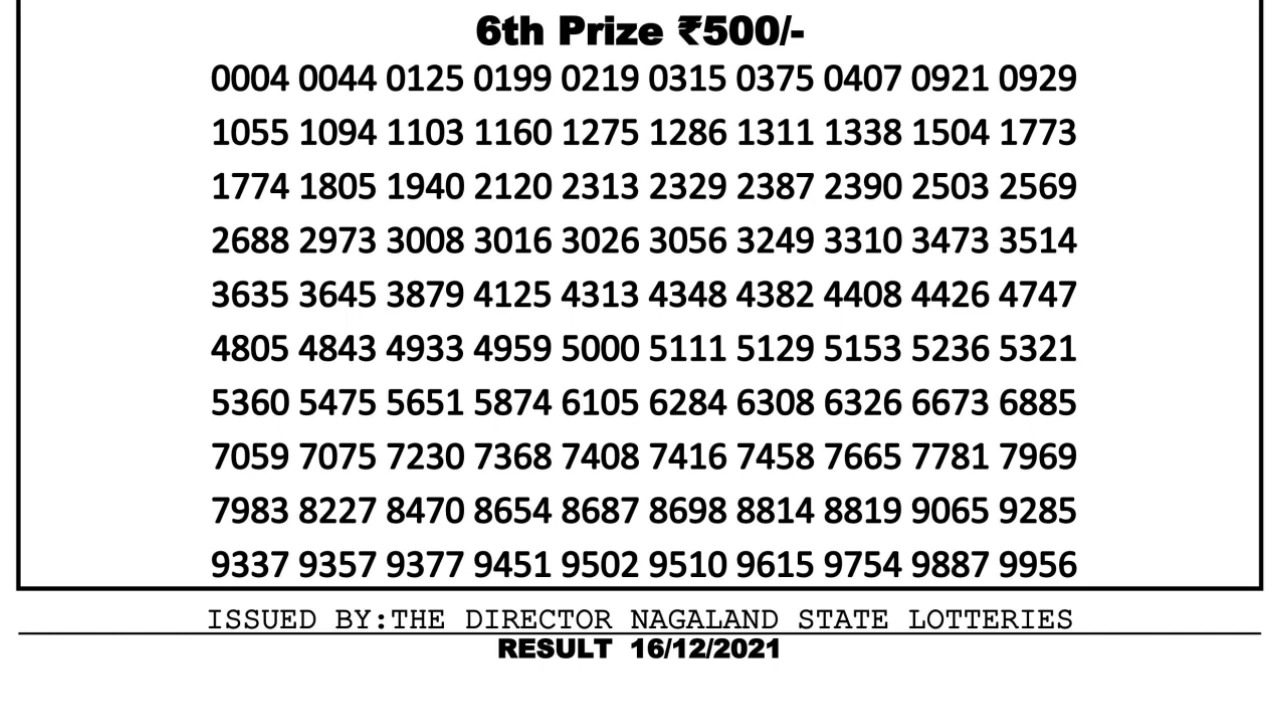 6th Prize ₹500/-
0004 0044 0125 0199 0219 0315 0375 0407 0921 0929
1055 1094 1103 1160 1275 1286 1311 1338 1504 1773
1774 1805 1940 2120 2313 2329 2387 2390 2503 2569
2688 2973 3008 3016 3026 3056 3249 3310 3473 3514
3635 3645 3879 4125 4313 4348 4382 4408 4426 4747
4805 4843 4933 4959 5000 5111 5129 5153 5236 5321
5360 5475 5651 5874 6105 6284 6308 6326 6673 6885
7059 7075 7230 7368 7408 7416 7458 7665 7781 7969
7983 8227 8470 8654 8687 8698 8814 8819 9065 9285
9337 9357 9377 9451 9502 9510 9615 9754 9887 9956
ISSUED BY:THE DIRECTOR NAGALAND STATE LOTTERIES
RESULT 16/12/2021